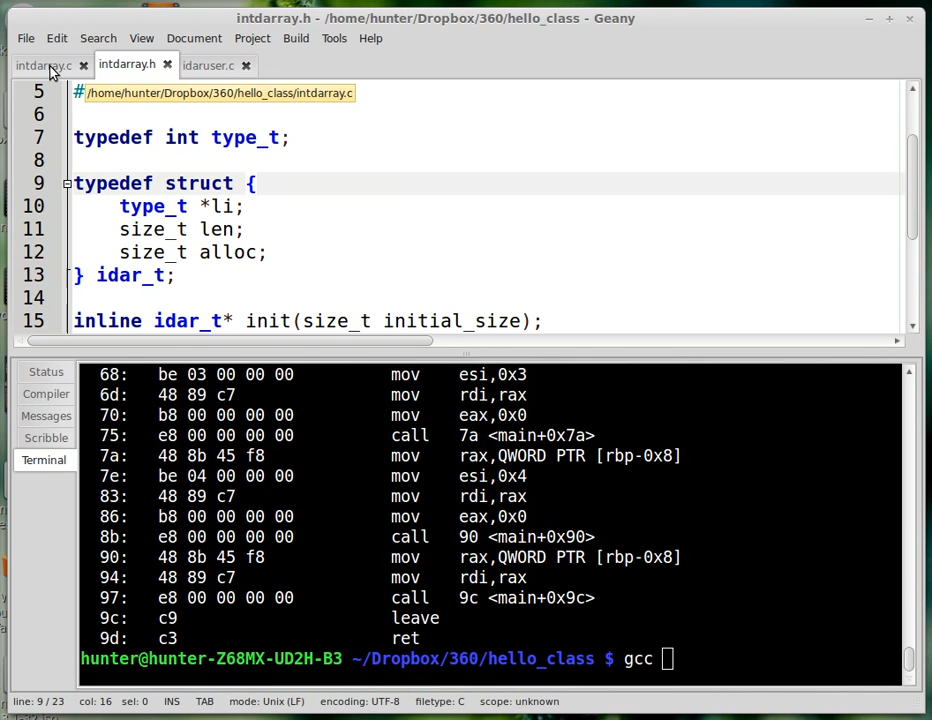 intdarray.h - /home/hunter/Dropbox/360/hello_class - Geany
File Edit Search View Document Project Build Tools Help
intdarray.c intdarray.h idaruser.c
5 #
/home/hunter/Dropbox/360/hello_class/intdarray.c
6
7 typedef int type_t;
8
9 typedef struct {
10 type_t *li;
11 size_t len;
12 size_t alloc;
13 } idar_t;
14
15 inline idar_t* init(size_t initial_size);
Status
Compiler
Messages
Scribble
Terminal
68: be 03 00 00 00 mov esi,0x3
6d: 48 89 c7 mov rdi,rax
70: b8 00 00 00 00 mov eax,0x0
75: e8 00 00 00 00 call 7a <main+0x7a>
7a: 48 8b 45 f8 mov rax,QWORD PTR [rbp-0x8]
7e: be 04 00 00 00 mov esi,0x4
83: 48 89 c7 mov rdi,rax
86: b8 00 00 00 00 mov eax,0x0
8b: e8 00 00 00 00 call 90 <main+0x90>
90: 48 8b 45 f8 mov rax,QWORD PTR [rbp-0x8]
94: 48 89 c7 mov rdi,rax
97: e8 00 00 00 00 call 9c <main+0x9c>
9c: c9 leave
9d: c3 ret
hunter@hunter-Z68MX-UD2H-B3 ~/Dropbox/360/hello_class $ gcc
line: 9 / 23 col: 16 sel: 0 INS TAB mode: Unix (LF) encoding: UTF-8 filetype: C scope: unknown